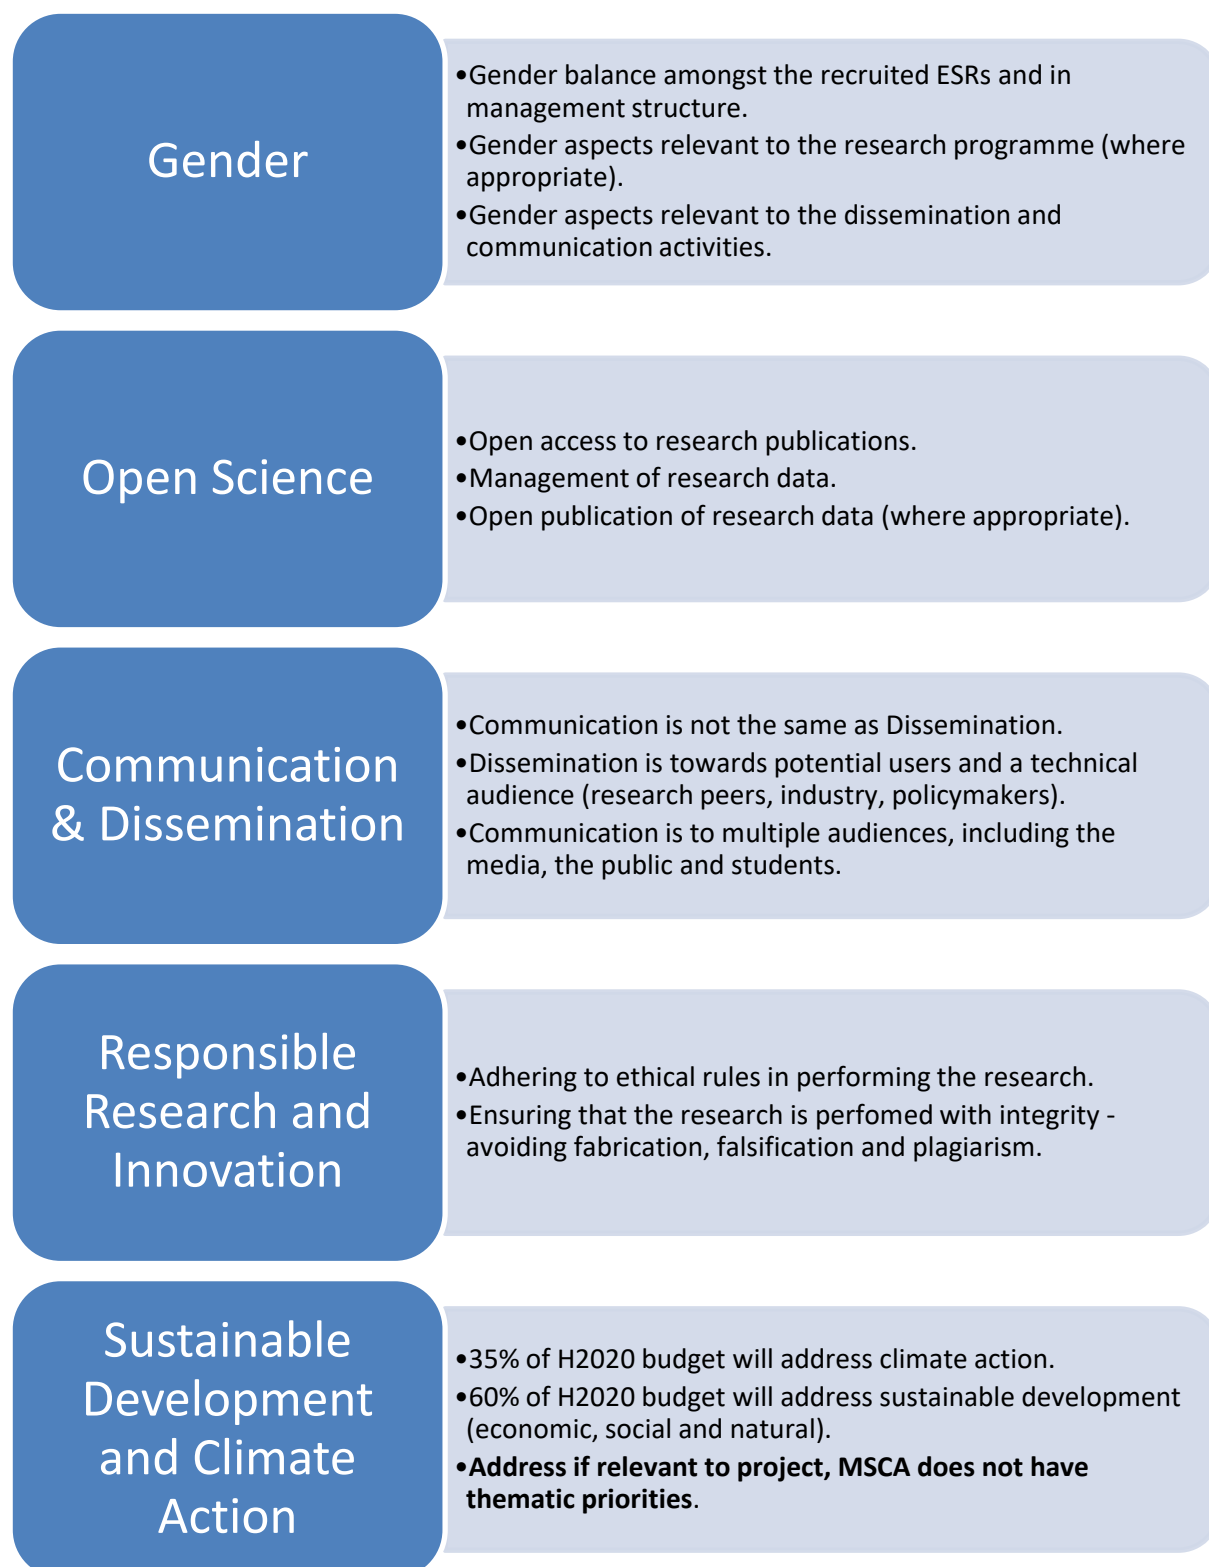 Gender
•Gender balance amongst the recruited ESRs and in
management structure.
•Gender aspects relevant to the research programme (where
appropriate).
•Gender aspects relevant to the dissemination and
communication activities.
Open Science
•Open access to research publications.
•Management of research data.
•Open publication of research data (where appropriate).
Communication
& Dissemination
•Communication is not the same as Dissemination.
•Dissemination is towards potential users and a technical
audience (research peers, industry, policymakers).
•Communication is to multiple audiences, including the
media, the public and students.
Responsible
Research and
Innovation
•Adhering to ethical rules in performing the research.
•Ensuring that the research is perfomed with integrity -
avoiding fabrication, falsification and plagiarism.
Sustainable
Development
and Climate
Action
•35% of H2020 budget will address climate action.
•60% of H2020 budget will address sustainable development
(economic, social and natural).
•Address if relevant to project, MSCA does not have
thematic priorities.